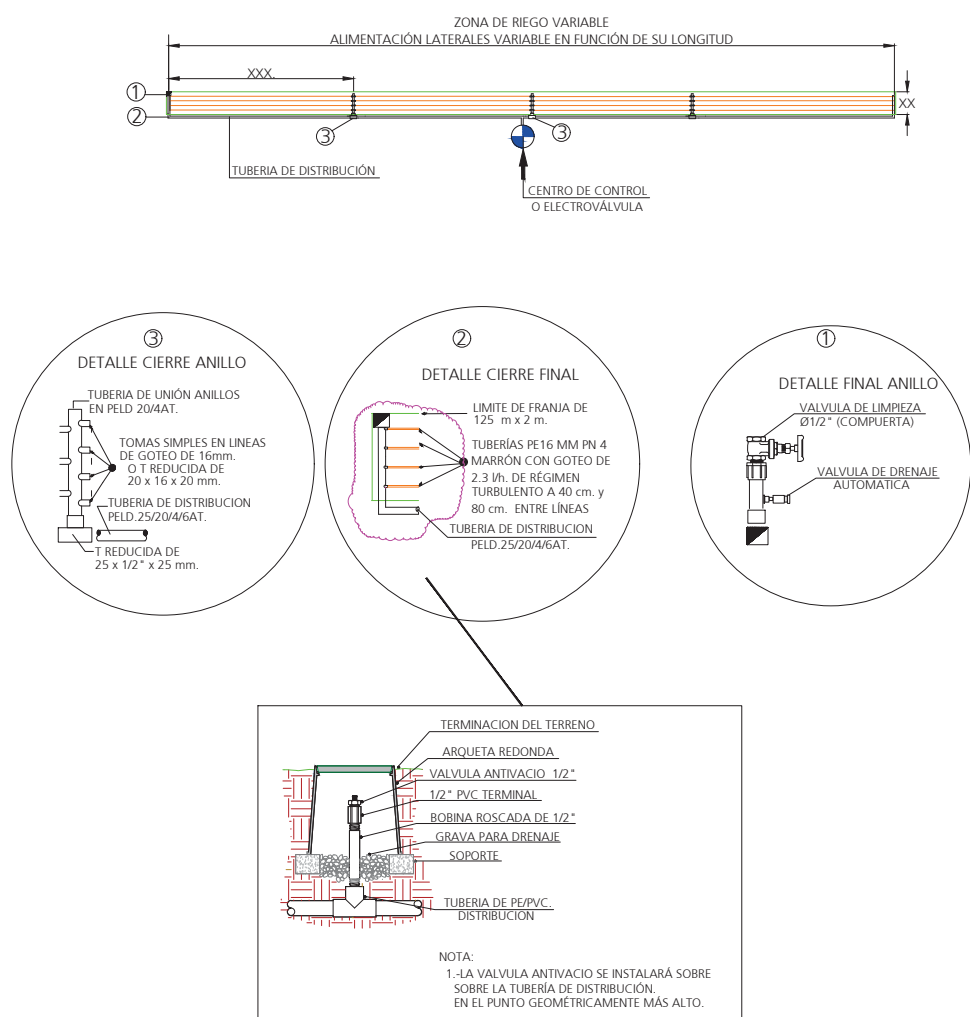 ZONA DE RIEGO VARIABLE
ALIMENTACIÓN LATERALES VARIABLE EN FUNCIÓN DE SU LONGITUD
XXX.
1
2
XX
3
3
TUBERIA DE DISTRIBUCIÓN
CENTRO DE CONTROL
O ELECTROVÁLVULA
3
DETALLE CIERRE ANILLO
TUBERIA DE UNIÓN ANILLOS
EN PELD 20/4AT.
TOMAS SIMPLES EN LINEAS
DE GOTEO DE 16mm.
O T REDUCIDA DE
20 x 16 x 20 mm.
TUBERIA DE DISTRIBUCION
PELD.25/20/4/6AT.
T REDUCIDA DE
25 x 1/2" x 25 mm.
2
DETALLE CIERRE FINAL
LIMITE DE FRANJA DE
125 m x 2 m.
TUBERÍAS PE16 MM PN 4
MARRÓN CON GOTEO DE
2.3 l/h. DE RÉGIMEN
TURBULENTO A 40 cm. y
80 cm. ENTRE LÍNEAS
TUBERIA DE DISTRIBUCION
PELD.25/20/4/6AT.
1
DETALLE FINAL ANILLO
VALVULA DE LIMPIEZA
Ø1/2" (COMPUERTA)
VALVULA DE DRENAJE
AUTOMATICA
TERMINACION DEL TERRENO
ARQUETA REDONDA
VALVULA ANTIVACIO 1/2"
1/2" PVC TERMINAL
BOBINA ROSCADA DE 1/2"
GRAVA PARA DRENAJE
SOPORTE
TUBERIA DE PE/PVC.
DISTRIBUCIÓN
NOTA:
1.-LA VALVULA ANTIVACIO SE INSTALARÁ SOBRE
SOBRE LA TUBERÍA DE DISTRIBUCIÓN.
EN EL PUNTO GEOMÉTRICAMENTE MÁS ALTO.